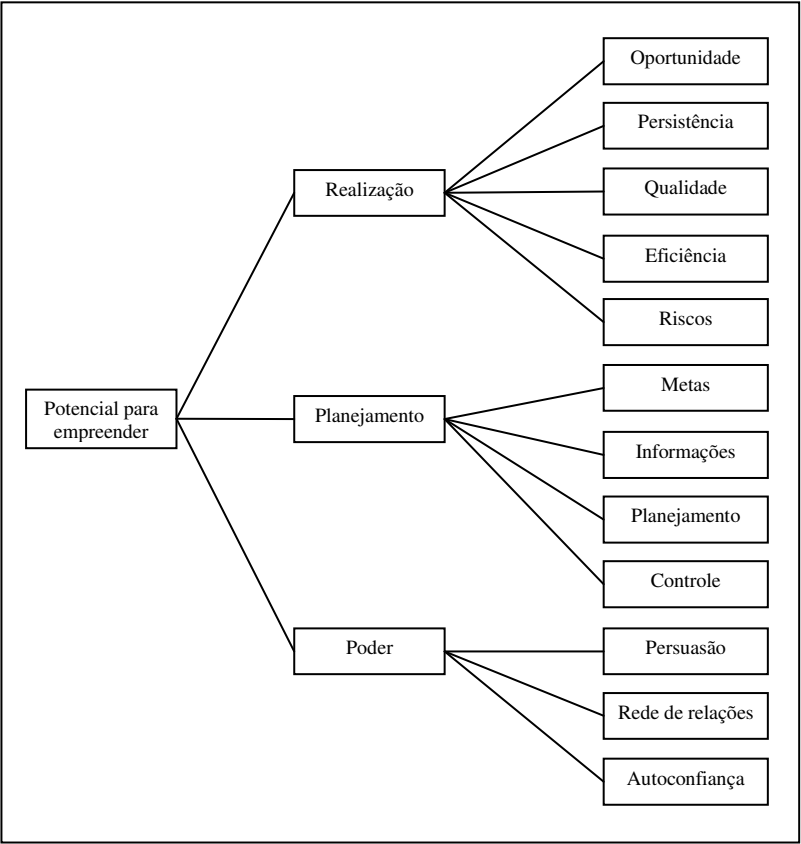 Oportunidade
Persistência
Qualidade
Realização
Eficiência
Riscos
Metas
Potencial para
empreender
Planejamento
Informações
Planejamento
Controle
Poder
Persuasão
Rede de relações
Autoconfiança